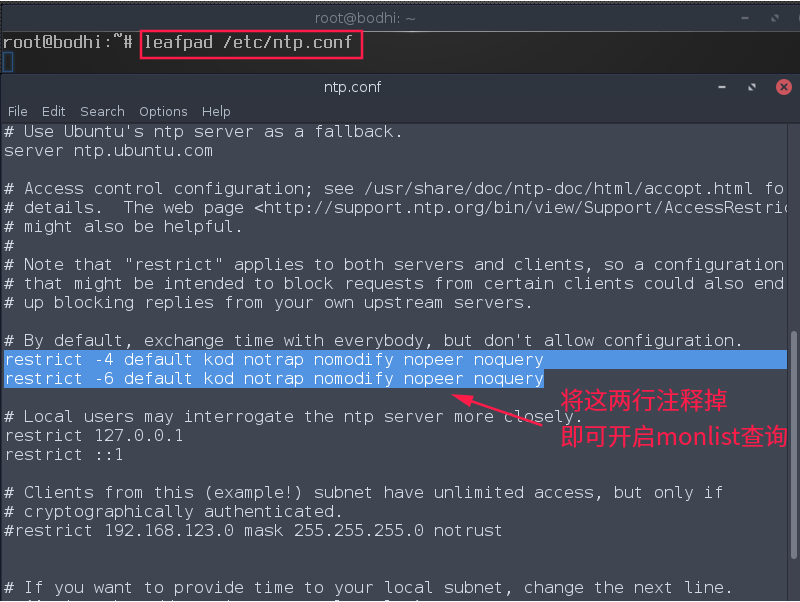 root@bodhi: ~
root@bodhi:~# leafpad /etc/ntp.conf
ntp.conf
File Edit Search Options Help
# Use Ubuntu's ntp server as a fallback.
server ntp.ubuntu.com
# Access control configuration; see /usr/share/doc/ntp-doc/html/accopt.html fo
# details.  The web page <http://support.ntp.org/bin/view/Support/AccessRestric
# might also be helpful.
#
# Note that "restrict" applies to both servers and clients, so a configuration
# that might be intended to block requests from certain clients could also end
# up blocking replies from your own upstream servers.
# By default, exchange time with everybody, but don't allow configuration.
restrict -4 default kod notrap nomodify nopeer noquery
restrict -6 default kod notrap nomodify nopeer noquery
将这两行注释掉
即可开启monlist查询
# Local users may interrogate the ntp server more closely.
restrict 127.0.0.1
restrict ::1
# Clients from this (example!) subnet have unlimited access, but only if
# cryptographically authenticated.
#restrict 192.168.123.0 mask 255.255.255.0 notrust
# If you want to provide time to your local subnet, change the next line.